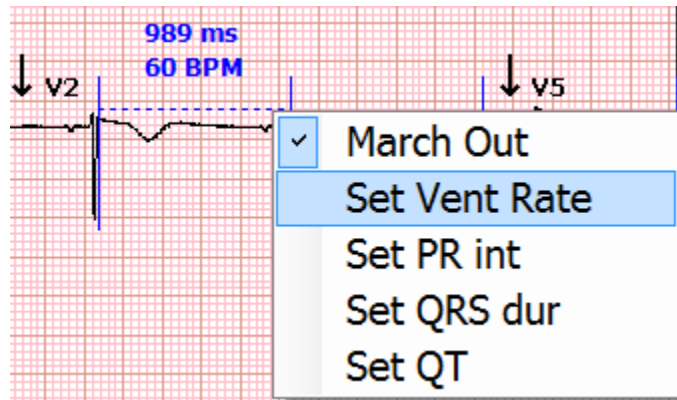 989 ms
60 BPM
V2
V5
March Out
Set Vent Rate
Set PR int
Set QRS dur
Set QT